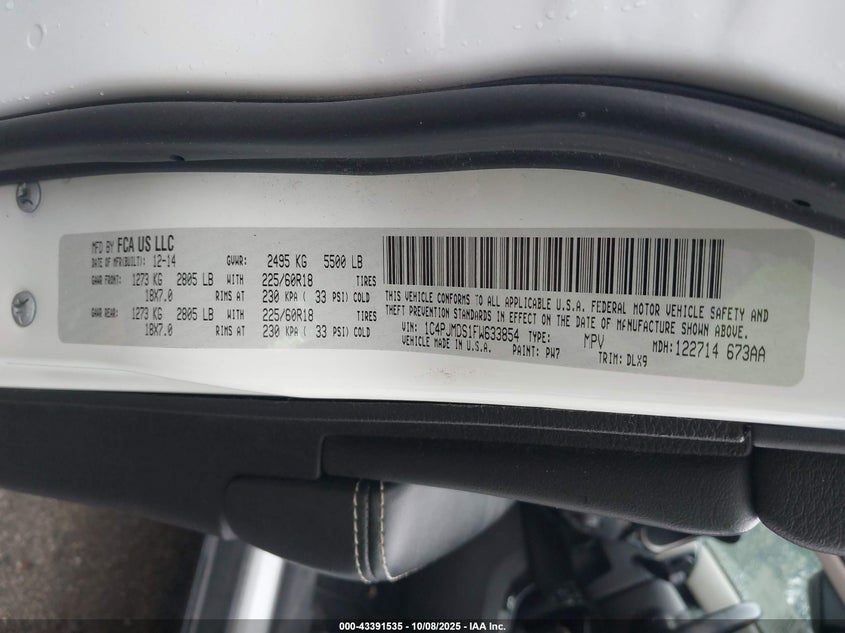 MFD BY FCA US LLC
DATE OF MFR(BUILT): 12-14 GVWR: 2495 KG 5500 LB
GAWR FRONT: 1273 KG 2805 LB WITH 225/60R18 TIRES
18X7.0 RIMS AT 230 KPA ( 33 PSI) COLD
GAWR REAR: 1273 KG 2805 LB WITH 225/60R18 TIRES
18X7.0 RIMS AT 230 KPA ( 33 PSI) COLD
THIS VEHICLE CONFORMS TO ALL APPLICABLE U.S.A. FEDERAL MOTOR VEHICLE SAFETY AND
THEFT PREVENTION STANDARDS IN EFFECT ON THE DATE OF MANUFACTURE SHOWN ABOVE.
VIN: 1C4PJMDS1FW633854 TYPE: MPV MDH: 122714 673AA
VEHICLE MADE IN U.S.A. PAINT: PW7 TRIM: DLX9
000-43391535 - 10/08/2025 - IAA Inc.